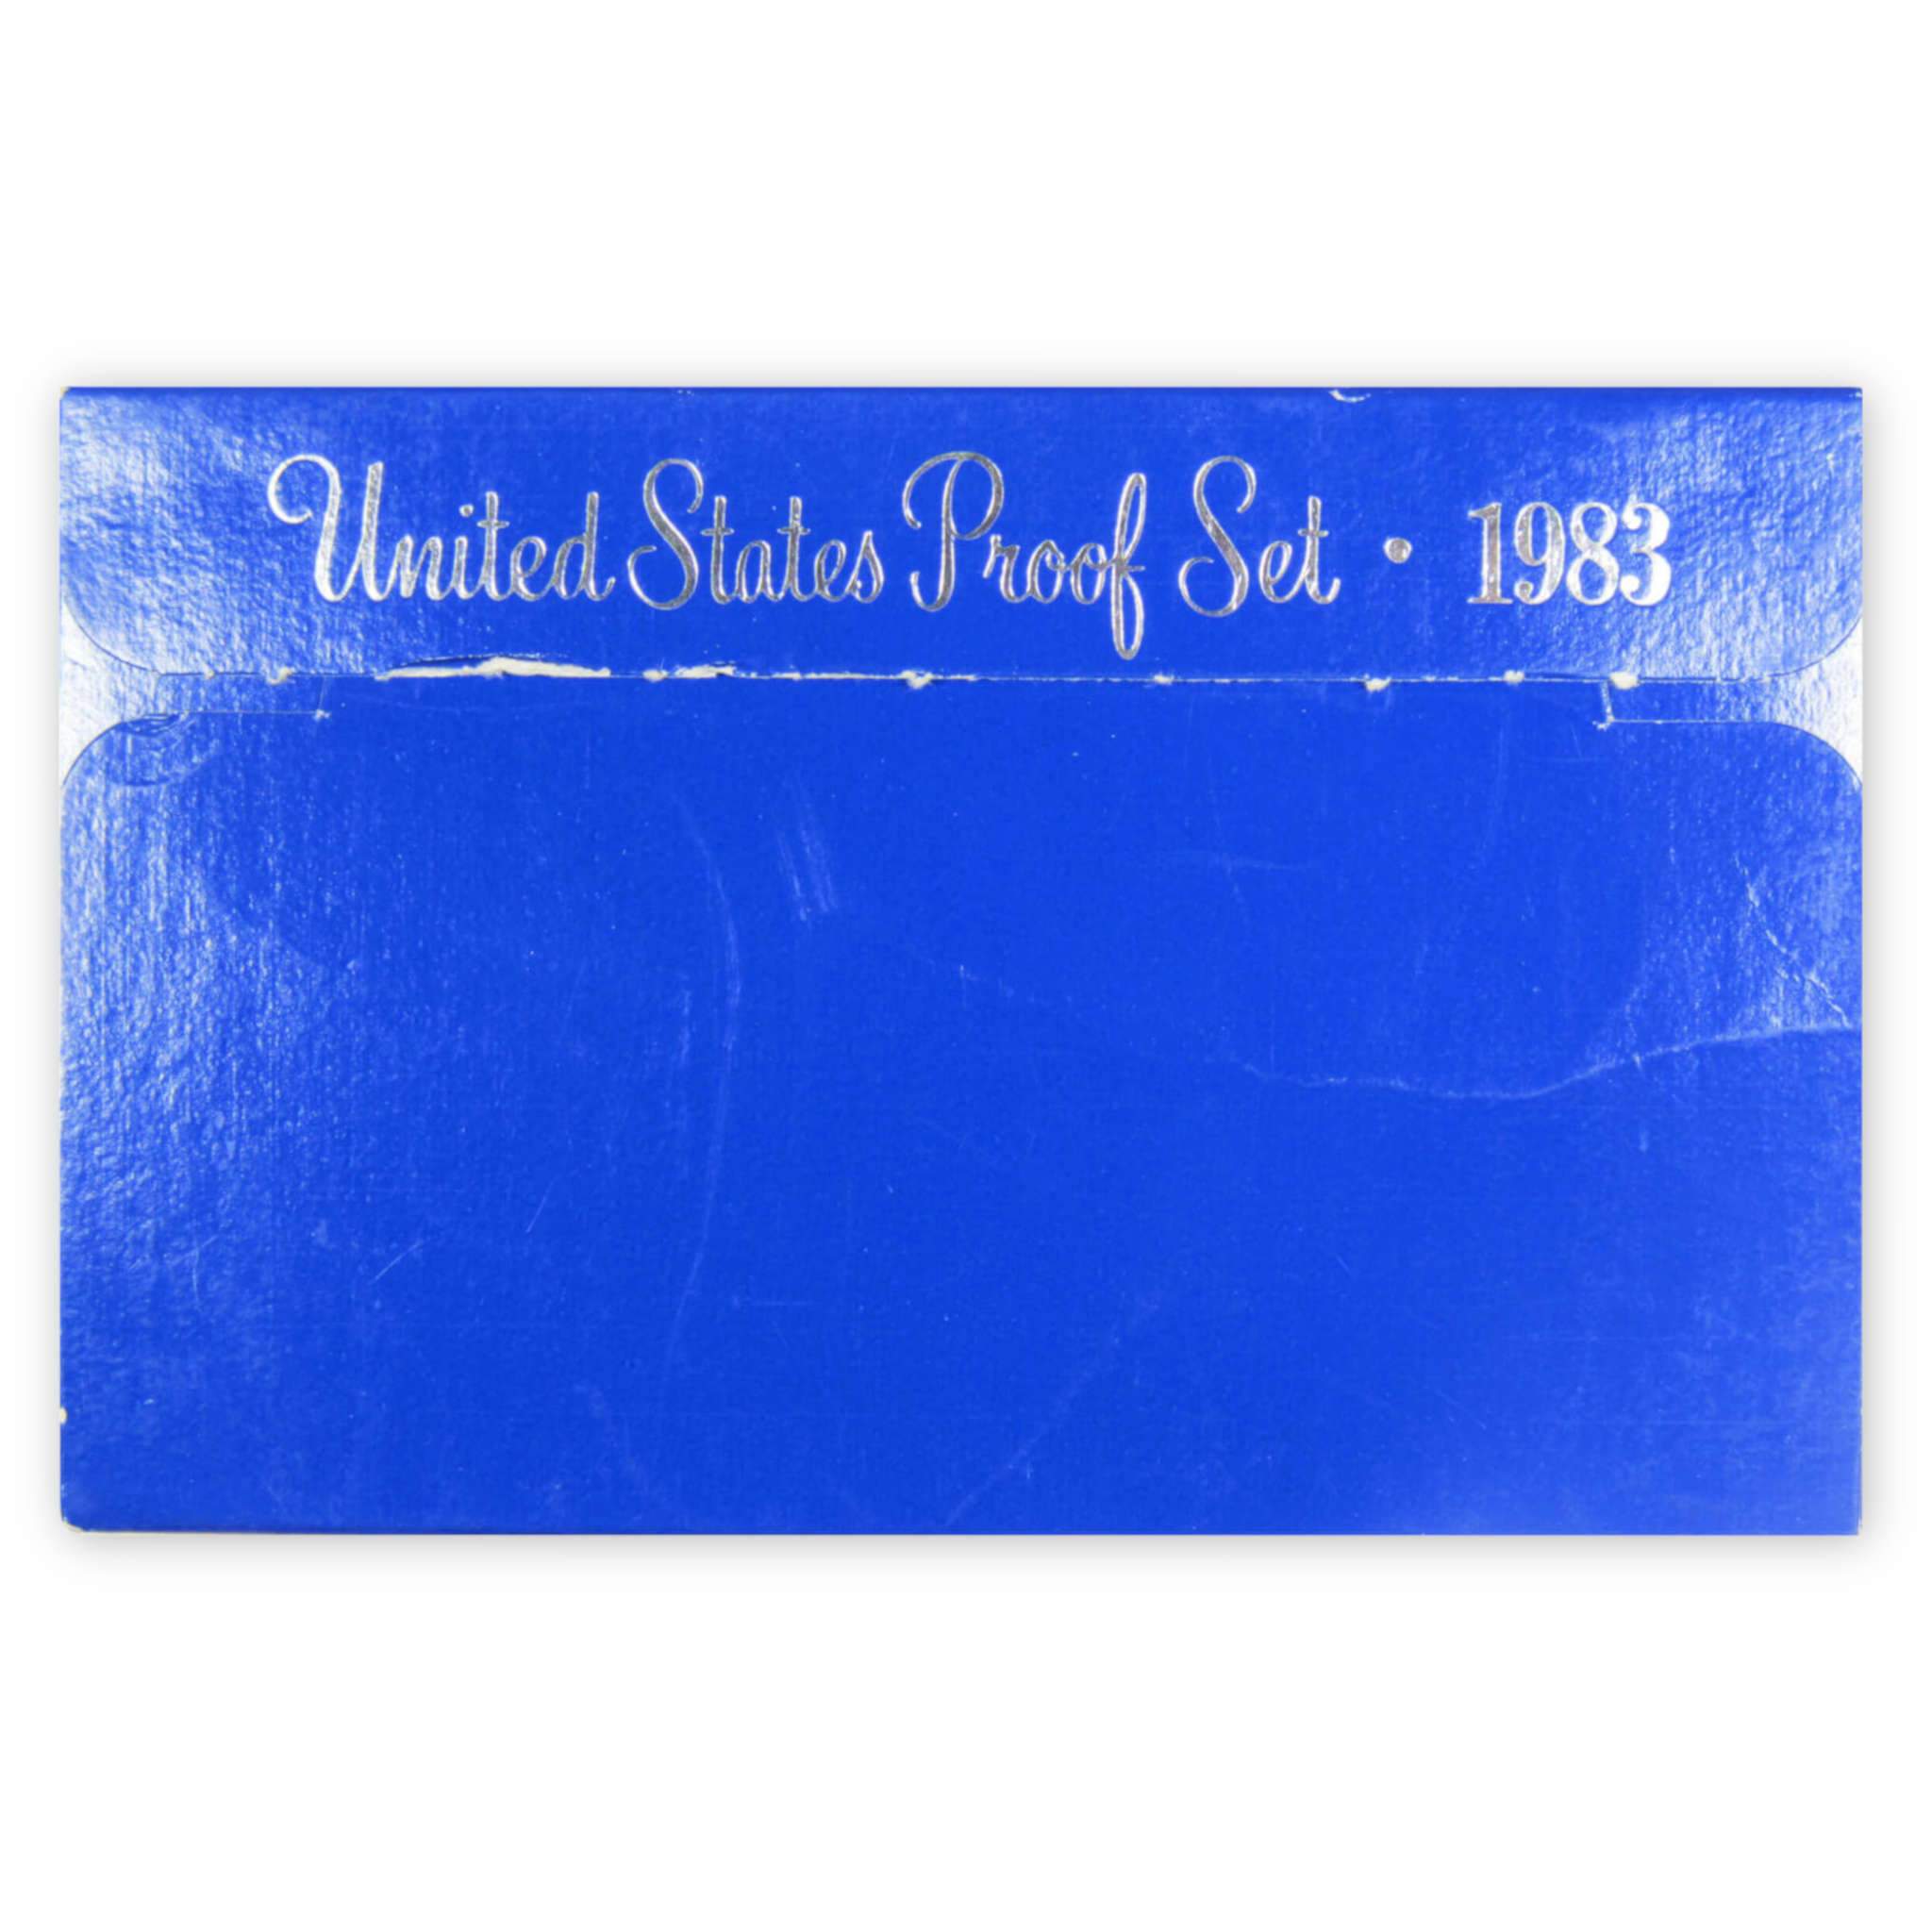 United States Proof Set • 1983